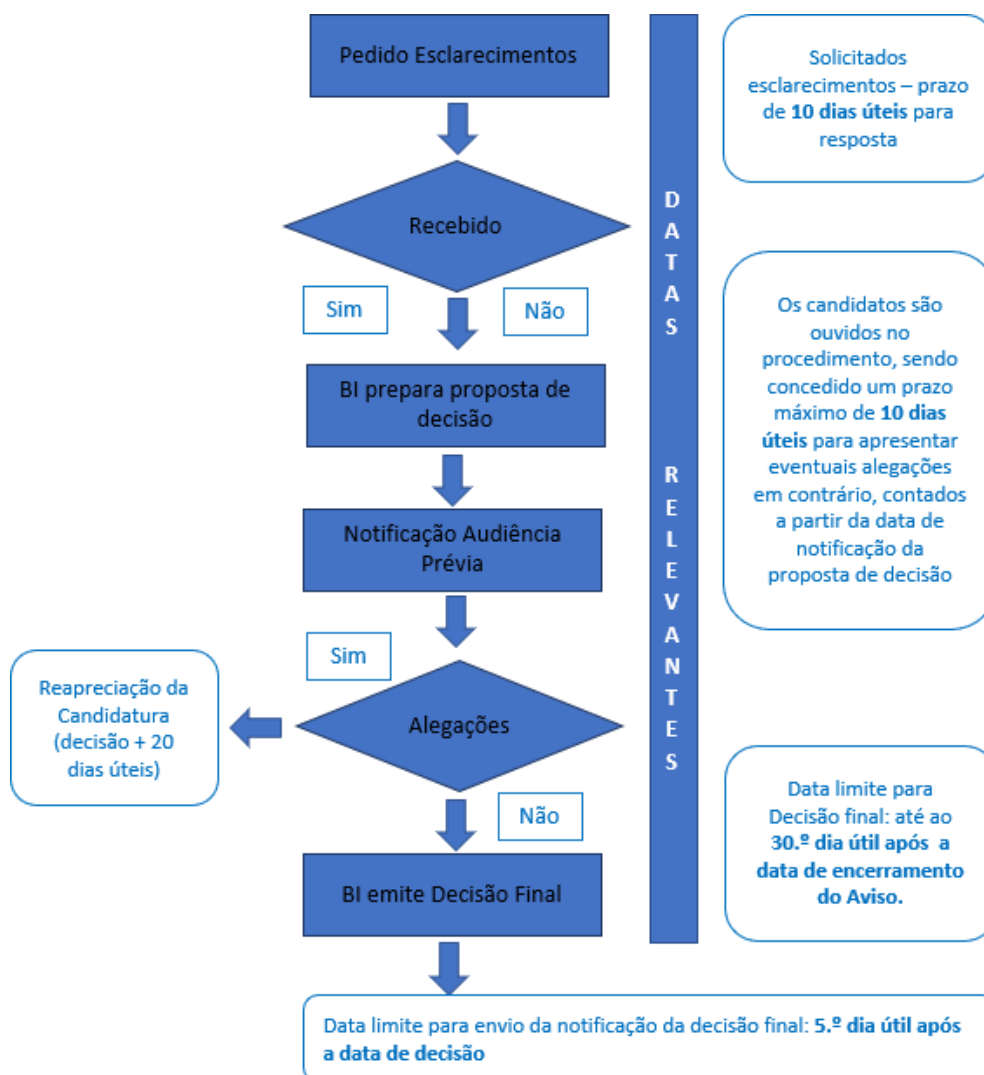 Pedido Esclarecimentos
Solicitados
esclarecimentos – prazo
de 10 dias úteis para
resposta
Recebido
Sim
Não
BI prepara proposta de
decisão
Notificação Audiência
Prévia
Sim
Alegações
Reapreciação da
Candidatura
(decisão + 20
dias úteis)
Não
BI emite Decisão Final
DATAS
RELEVANTES
Os candidatos são
ouvidos no
procedimento, sendo
concedido um prazo
máximo de 10 dias
úteis para apresentar
eventuais alegações
em contrário, contados
a partir da data de
notificação da
proposta de decisão
Data limite para
Decisão final: até ao
30.º dia útil após a
data de encerramento
do Aviso.
Data limite para envio da notificação da decisão final: 5.º dia útil após
a data de decisão